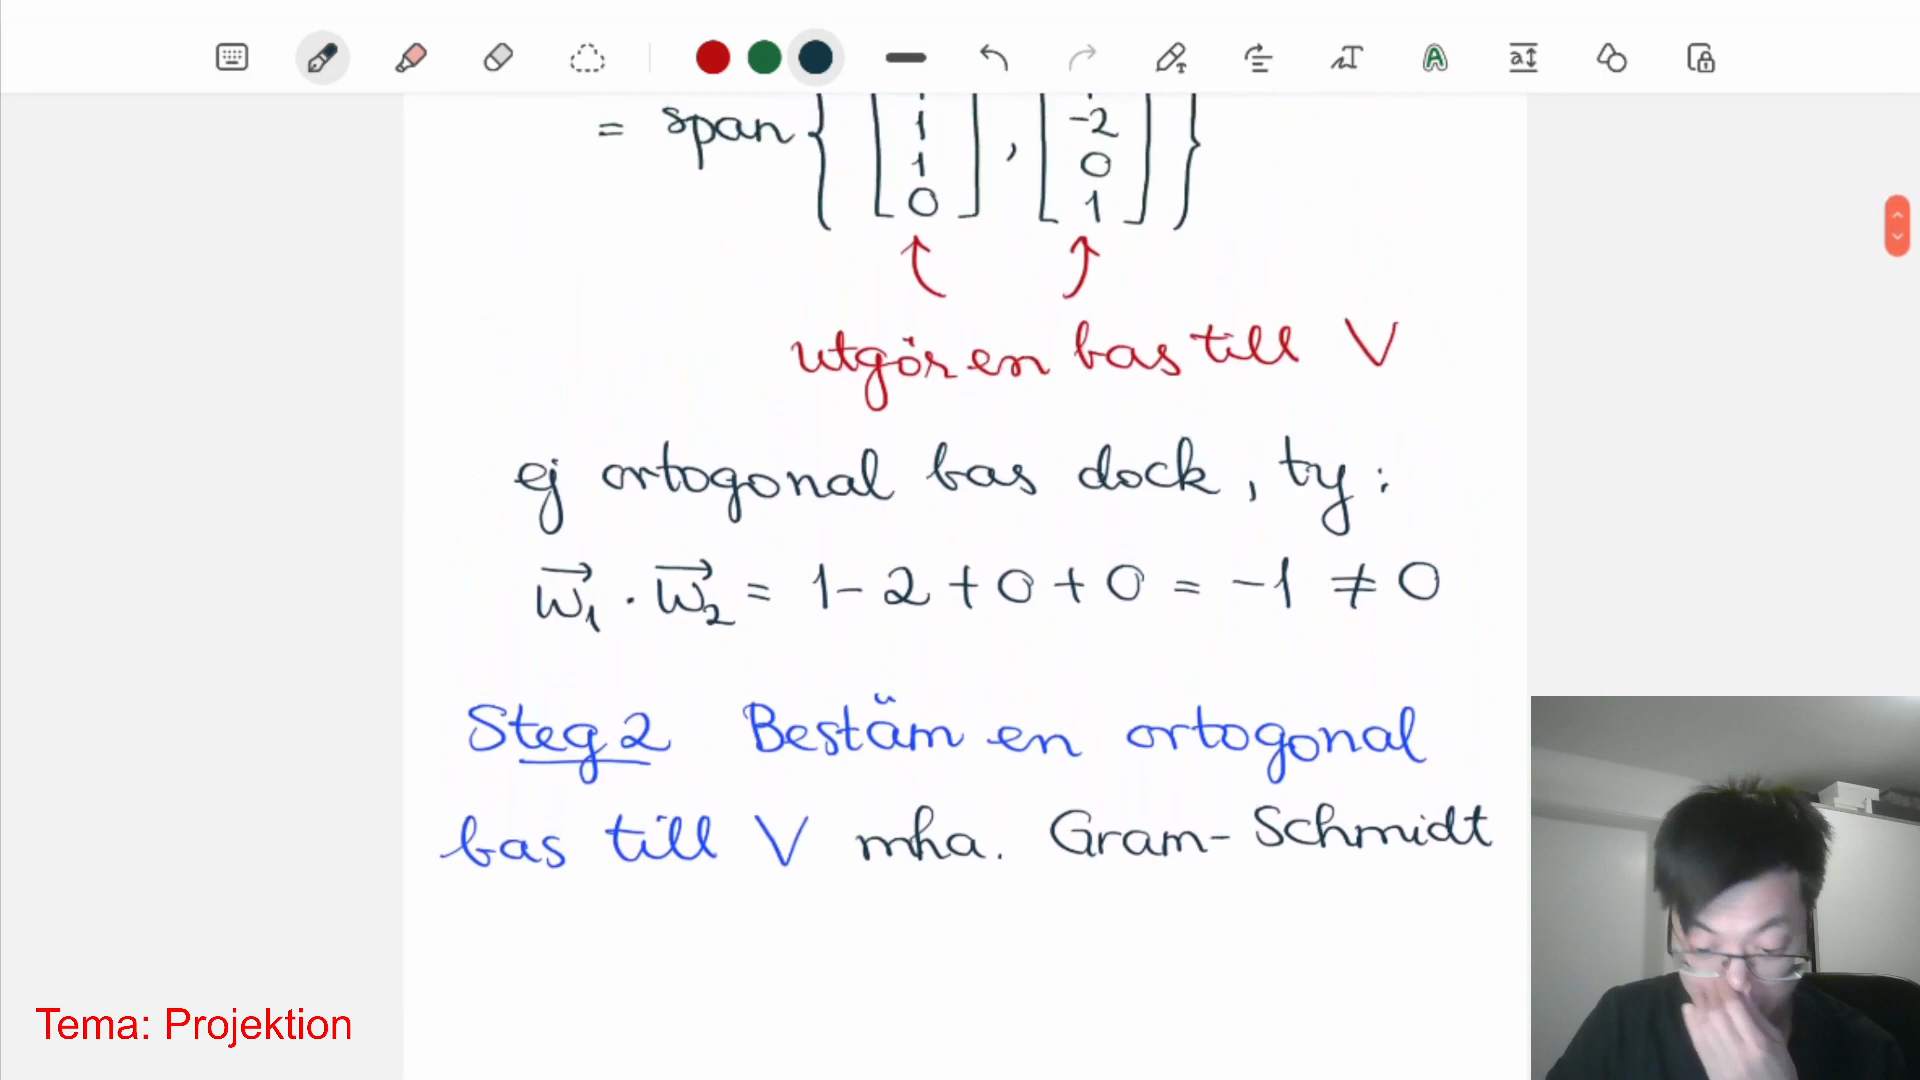 = span { [ 1 1 0 ] , [ -2 0 1 ] }
utgör en bas till V
ej ortogonal bas dock, ty:
w₁ · w₂ = 1 - 2 + 0 + 0 = -1 ≠ 0
Steg 2 Bestäm en ortogonal
bas till V mha. Gram-Schmidt
Tema: Projektion